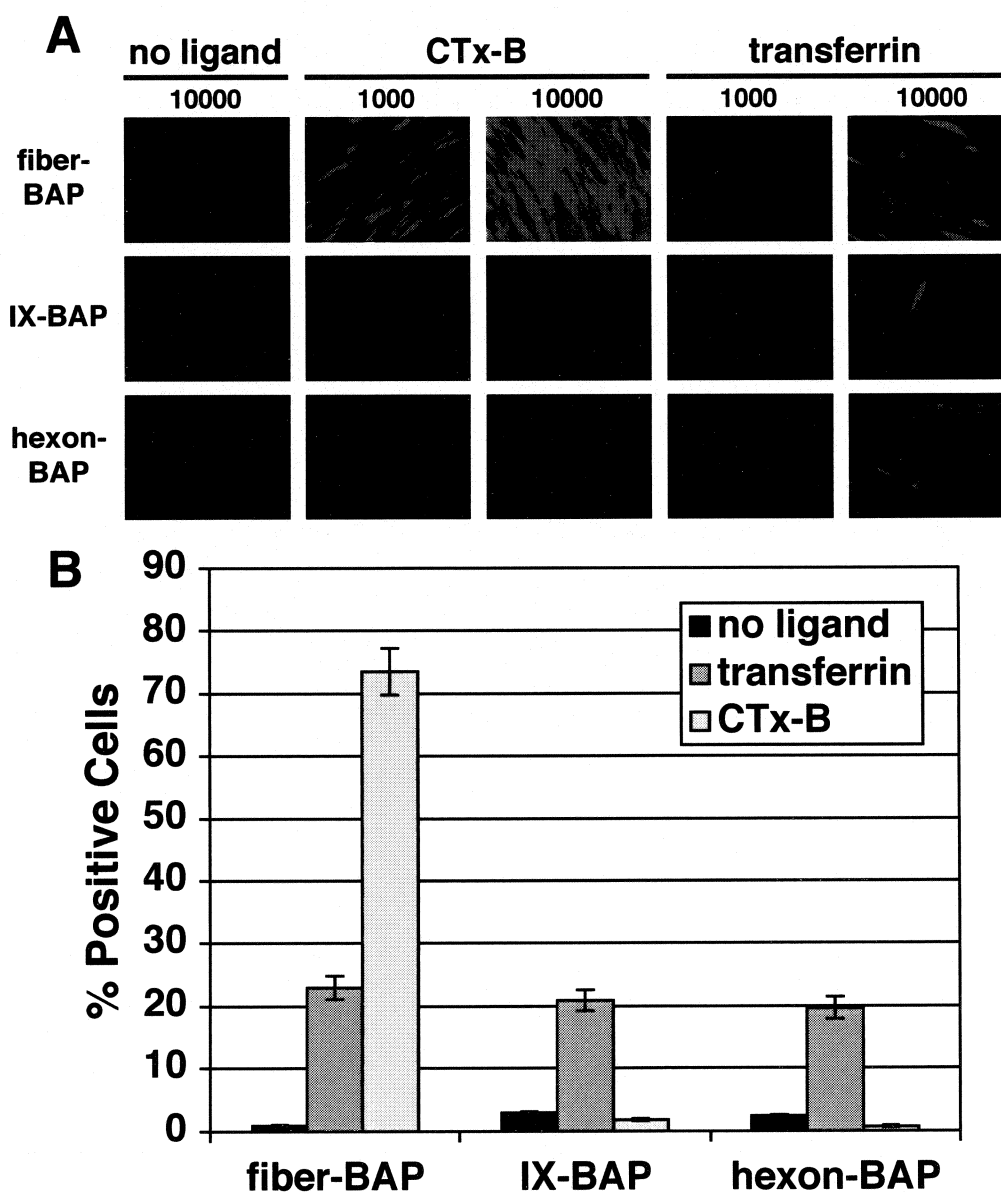 A
no ligand CTx-B transferrin
10000 1000 10000 1000 10000
fiber-
BAP
IX-BAP
hexon-
BAP
B
90
80
70
60
50
40
30
20
10
0
% Positive Cells
no ligand
transferrin
CTx-B
fiber-BAP IX-BAP hexon-BAP